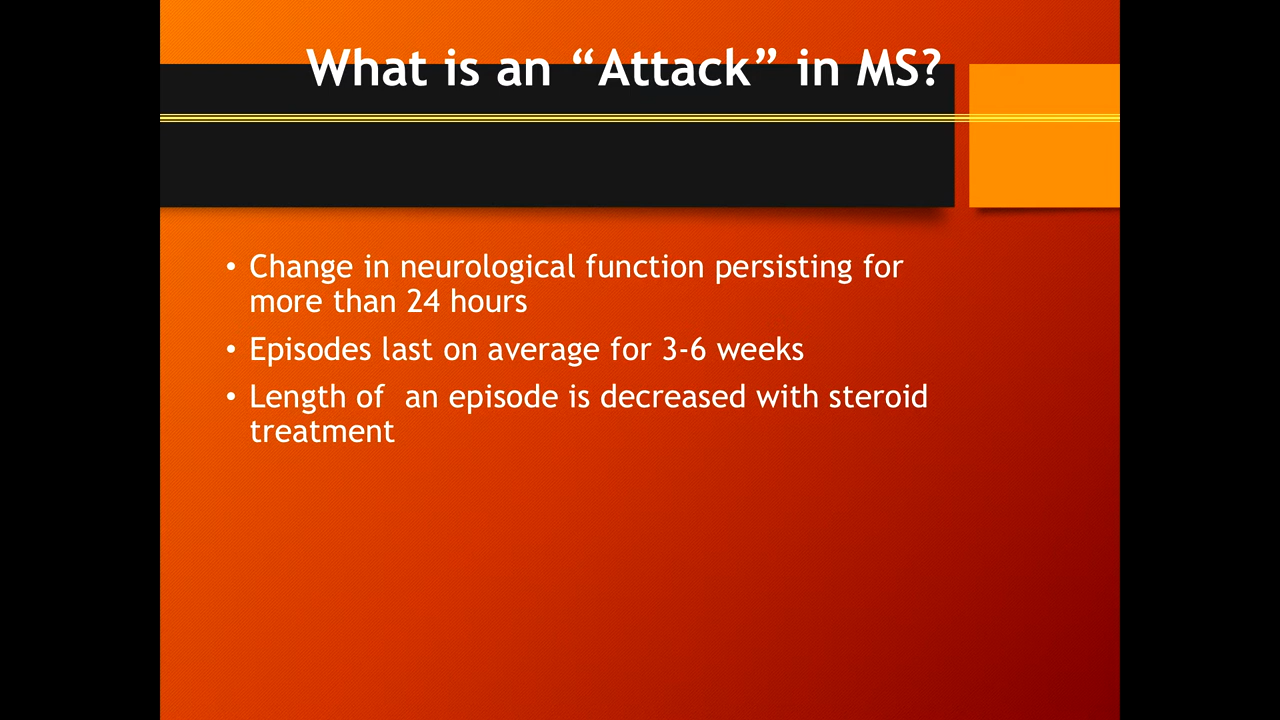 What is an “Attack” in MS?
• Change in neurological function persisting for
more than 24 hours
• Episodes last on average for 3-6 weeks
• Length of  an episode is decreased with steroid
treatment